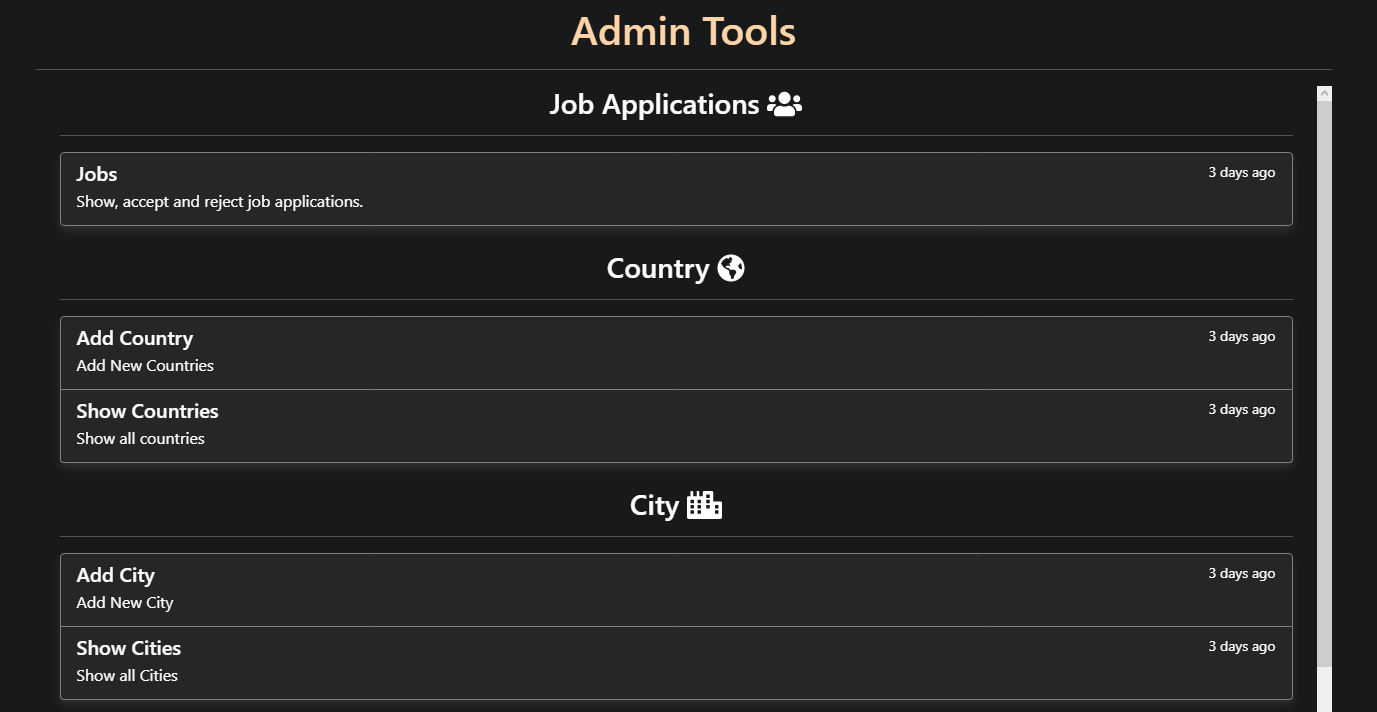 Admin Tools
Job Applications
Jobs
3 days ago
Show, accept and reject job applications.
Country
Add Country
3 days ago
Add New Countries
Show Countries
3 days ago
Show all countries
City
Add City
3 days ago
Add New City
Show Cities
3 days ago
Show all Cities